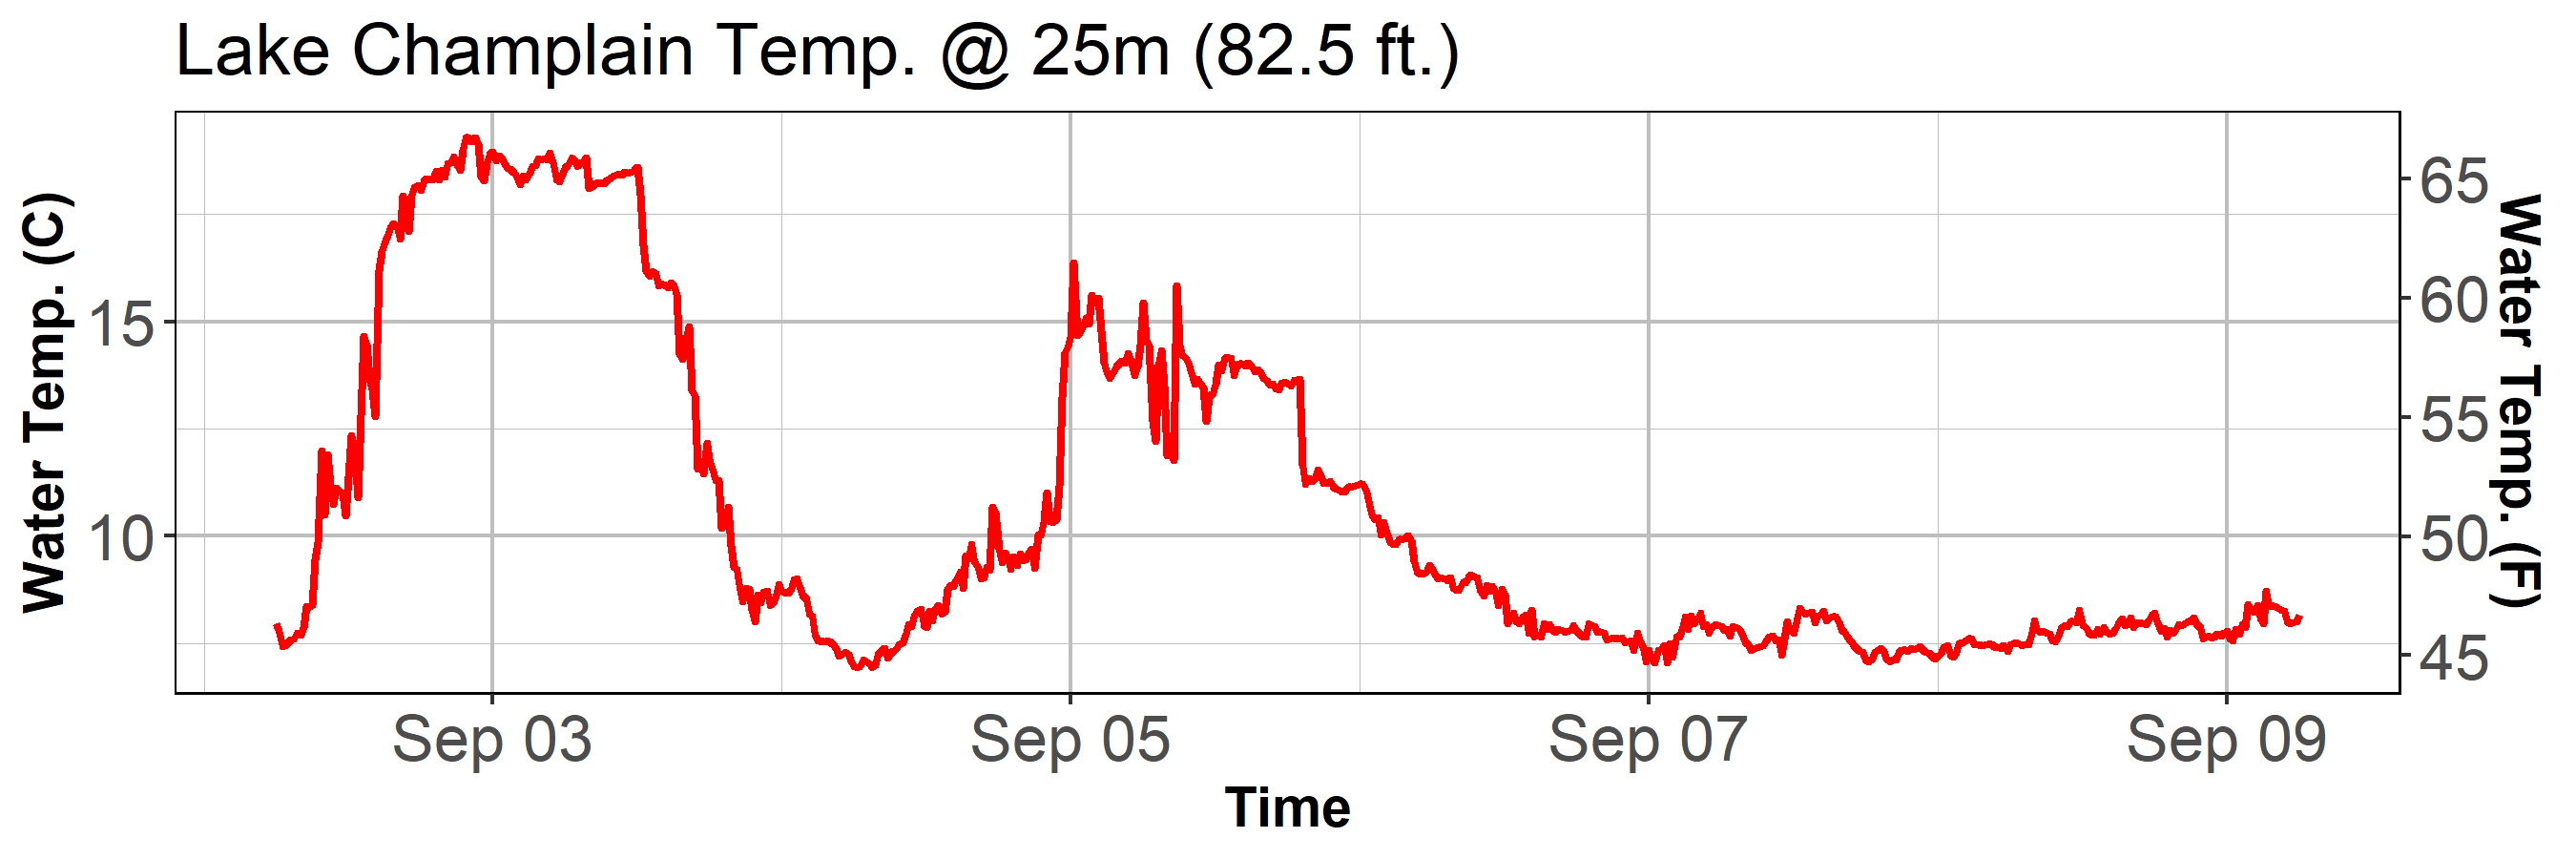 Lake Champlain Temp. @ 25m (82.5 ft.)
Water Temp. (C)
15
10
65
60
55
50
45
Water Temp. (F)
Sep 03
Sep 05
Sep 07
Sep 09
Time